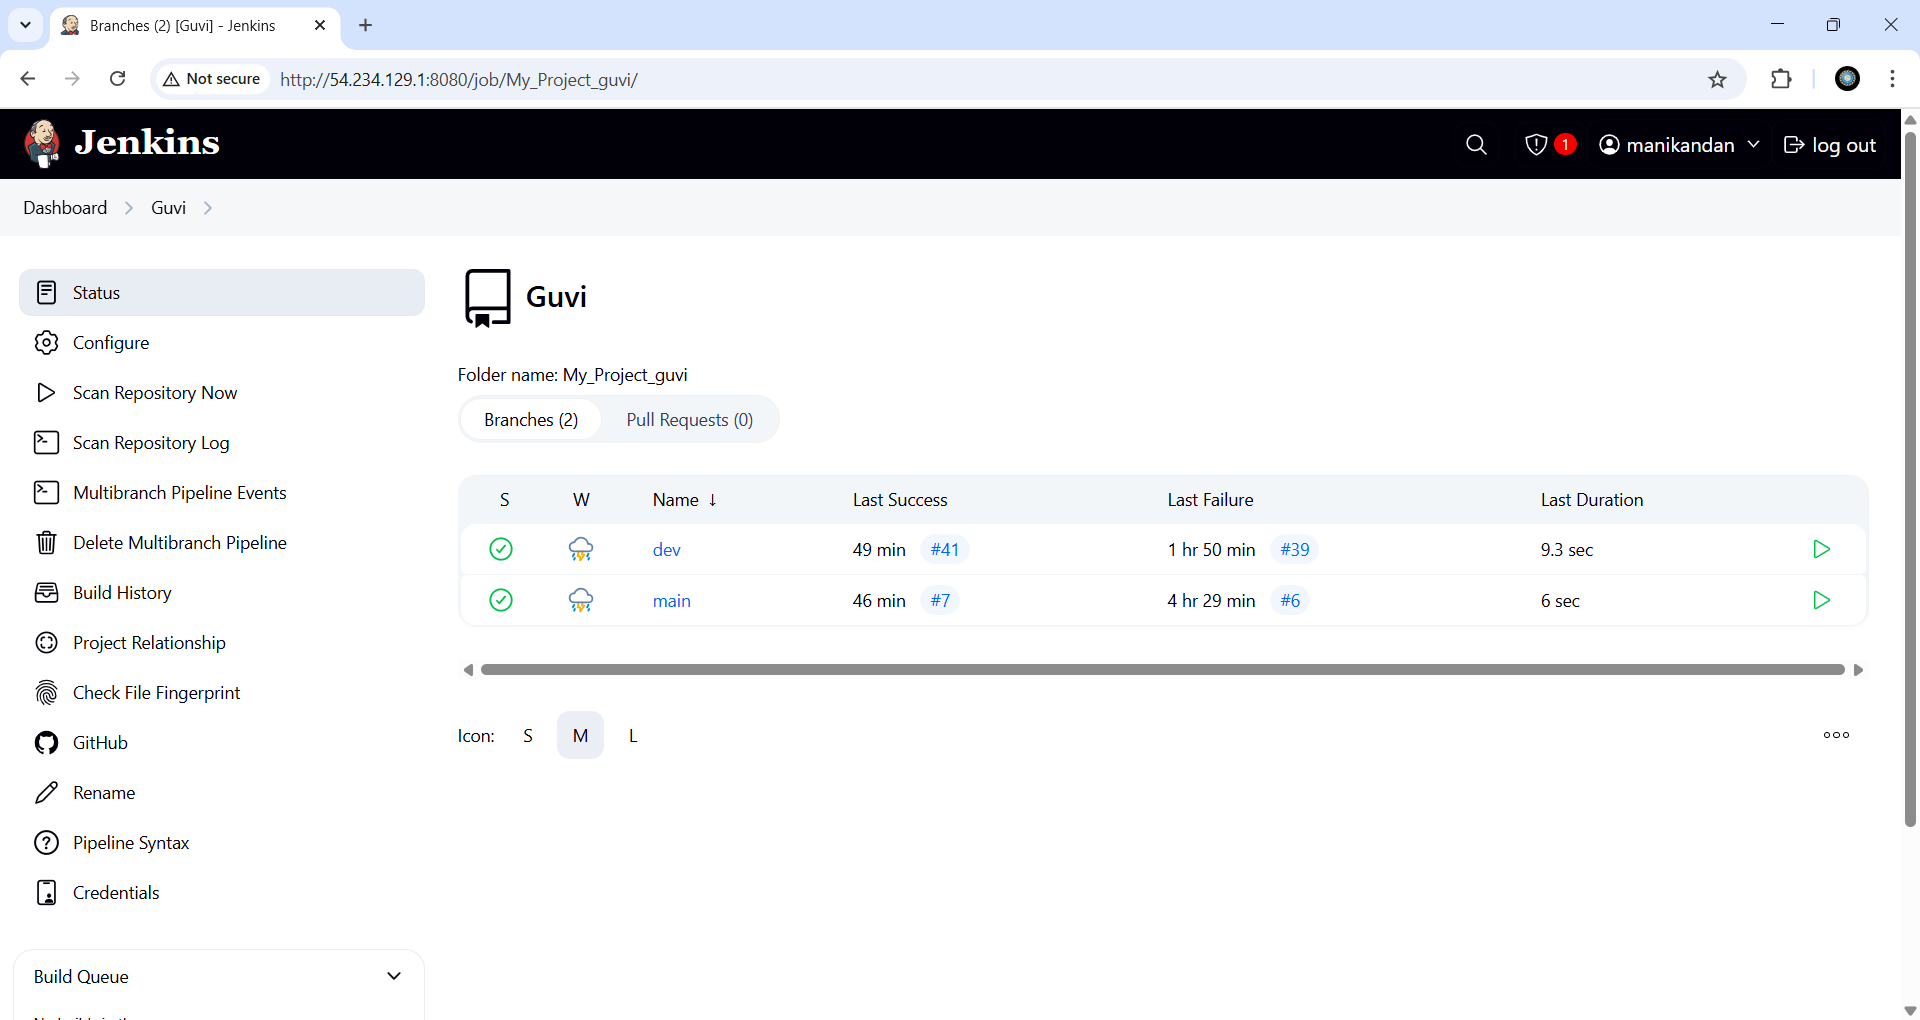 Branches (2) [Guvi] - Jenkins
Not secure http://54.234.129.1:8080/job/My_Project_guvi/
Jenkins 1 manikandan log out
Dashboard Guvi
Status
Configure
Scan Repository Now
Scan Repository Log
Multibranch Pipeline Events
Delete Multibranch Pipeline
Build History
Project Relationship
Check File Fingerprint
GitHub
Rename
Pipeline Syntax
Credentials
Build Queue
Guvi
Folder name: My_Project_guvi
Branches (2) Pull Requests (0)
S W Name ↓ Last Success Last Failure Last Duration
dev 49 min #41 1 hr 50 min #39 9.3 sec
main 46 min #7 4 hr 29 min #6 6 sec
Icon: S M L